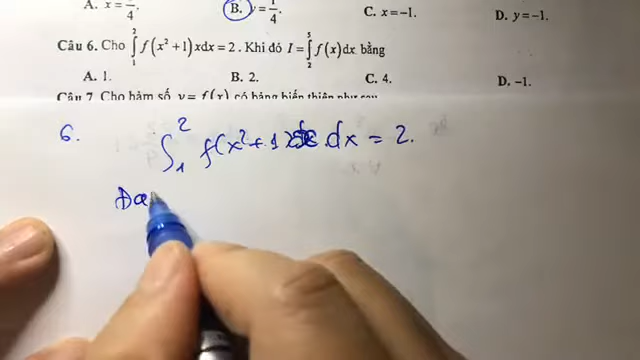 A. x = 1/4. B. y = 1/4. C. x = −1. D. y = −1.
Câu 6. Cho ∫₁² f(x² + 1) xdx = 2. Khi đó I = ∫₂⁵ f(x) dx bằng
A. 1. B. 2. C. 4. D. −1.
Câu 7. Cho hàm số y = f(x) có bảng biến thiên như sau
6. ∫₁² f(x² + 1) dx = 2.
Đặ